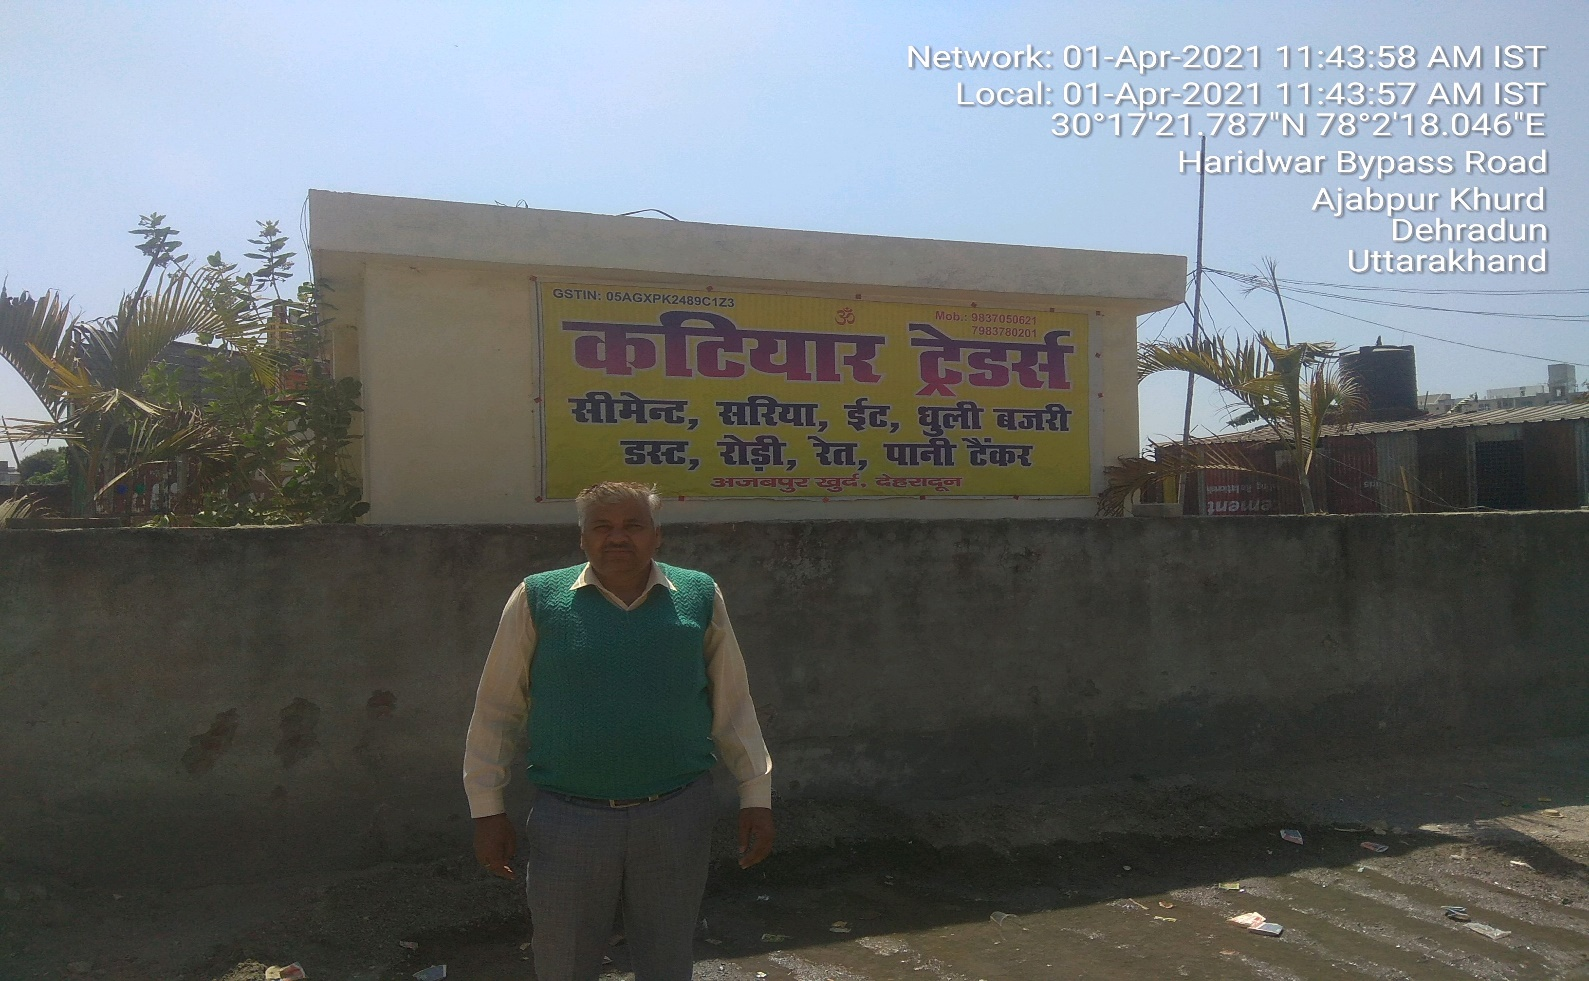 Network: 01-Apr-2021 11:43:58 AM IST
Local: 01-Apr-2021 11:43:57 AM IST
30°17'21.787"N 78°2'18.046"E
Haridwar Bypass Road
Ajabpur Khurd
Dehradun
Uttarakhand
GSTIN: 05AGXPK2489C1Z3
ॐ
Mob.: 9837050621
7983780201
कटियार ट्रेडर्स
सीमेन्ट, सरिया, ईट, धुली बजरी
डस्ट, रोड़ी, रेत, पानी टैंकर
अजबपुर खुर्द, देहरादून